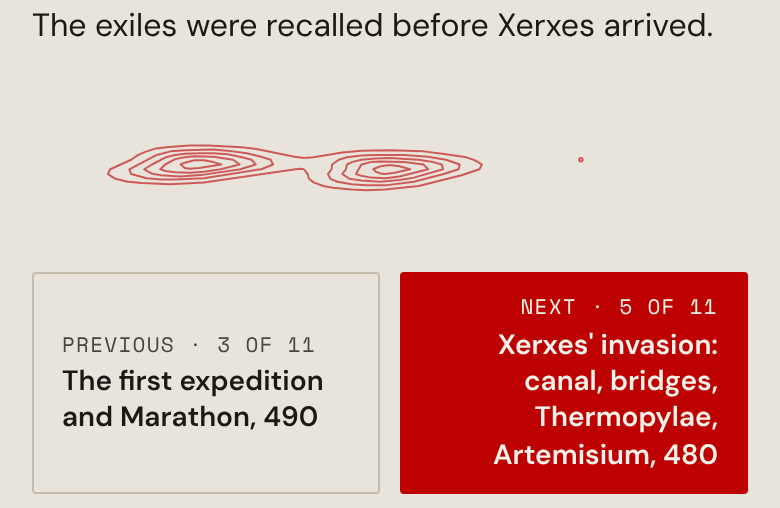 The exiles were recalled before Xerxes arrived.
PREVIOUS · 3 OF 11
The first expedition
and Marathon, 490
NEXT · 5 OF 11
Xerxes' invasion:
canal, bridges,
Thermopylae,
Artemisium, 480